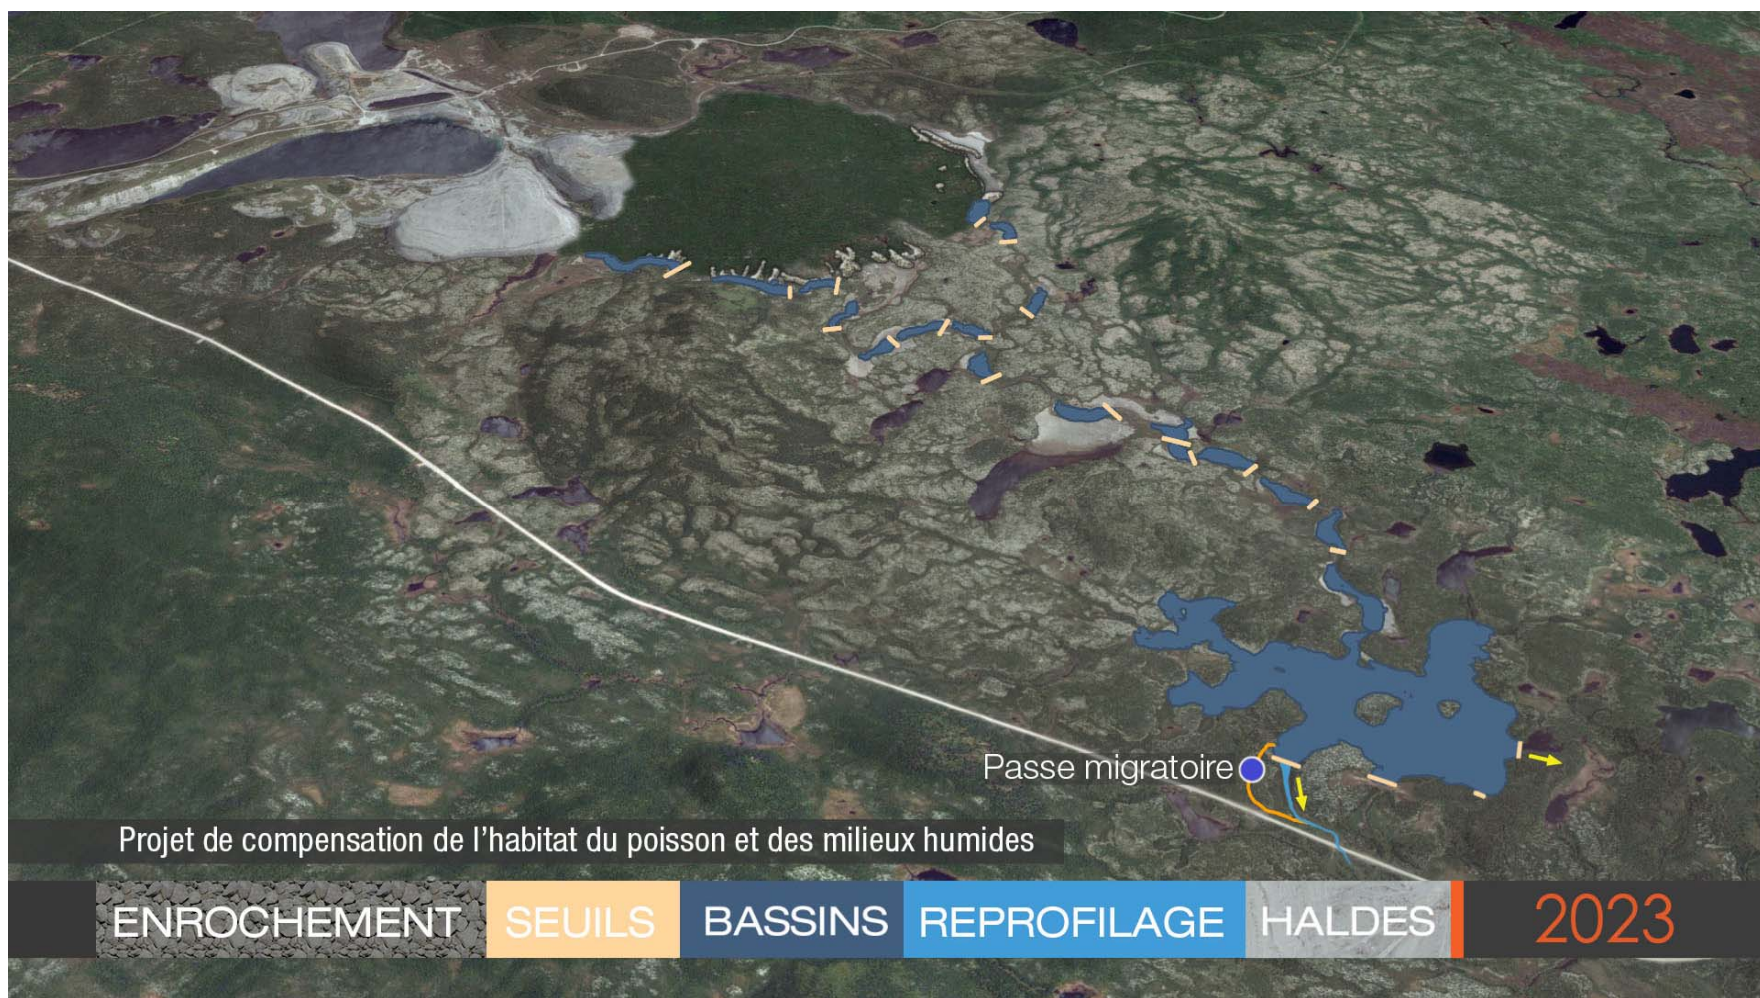 Passe migratoire
Projet de compensation de l’habitat du poisson et des milieux humides
ENROCHEMENT SEUILS BASSINS REPROFILAGE HALDES 2023